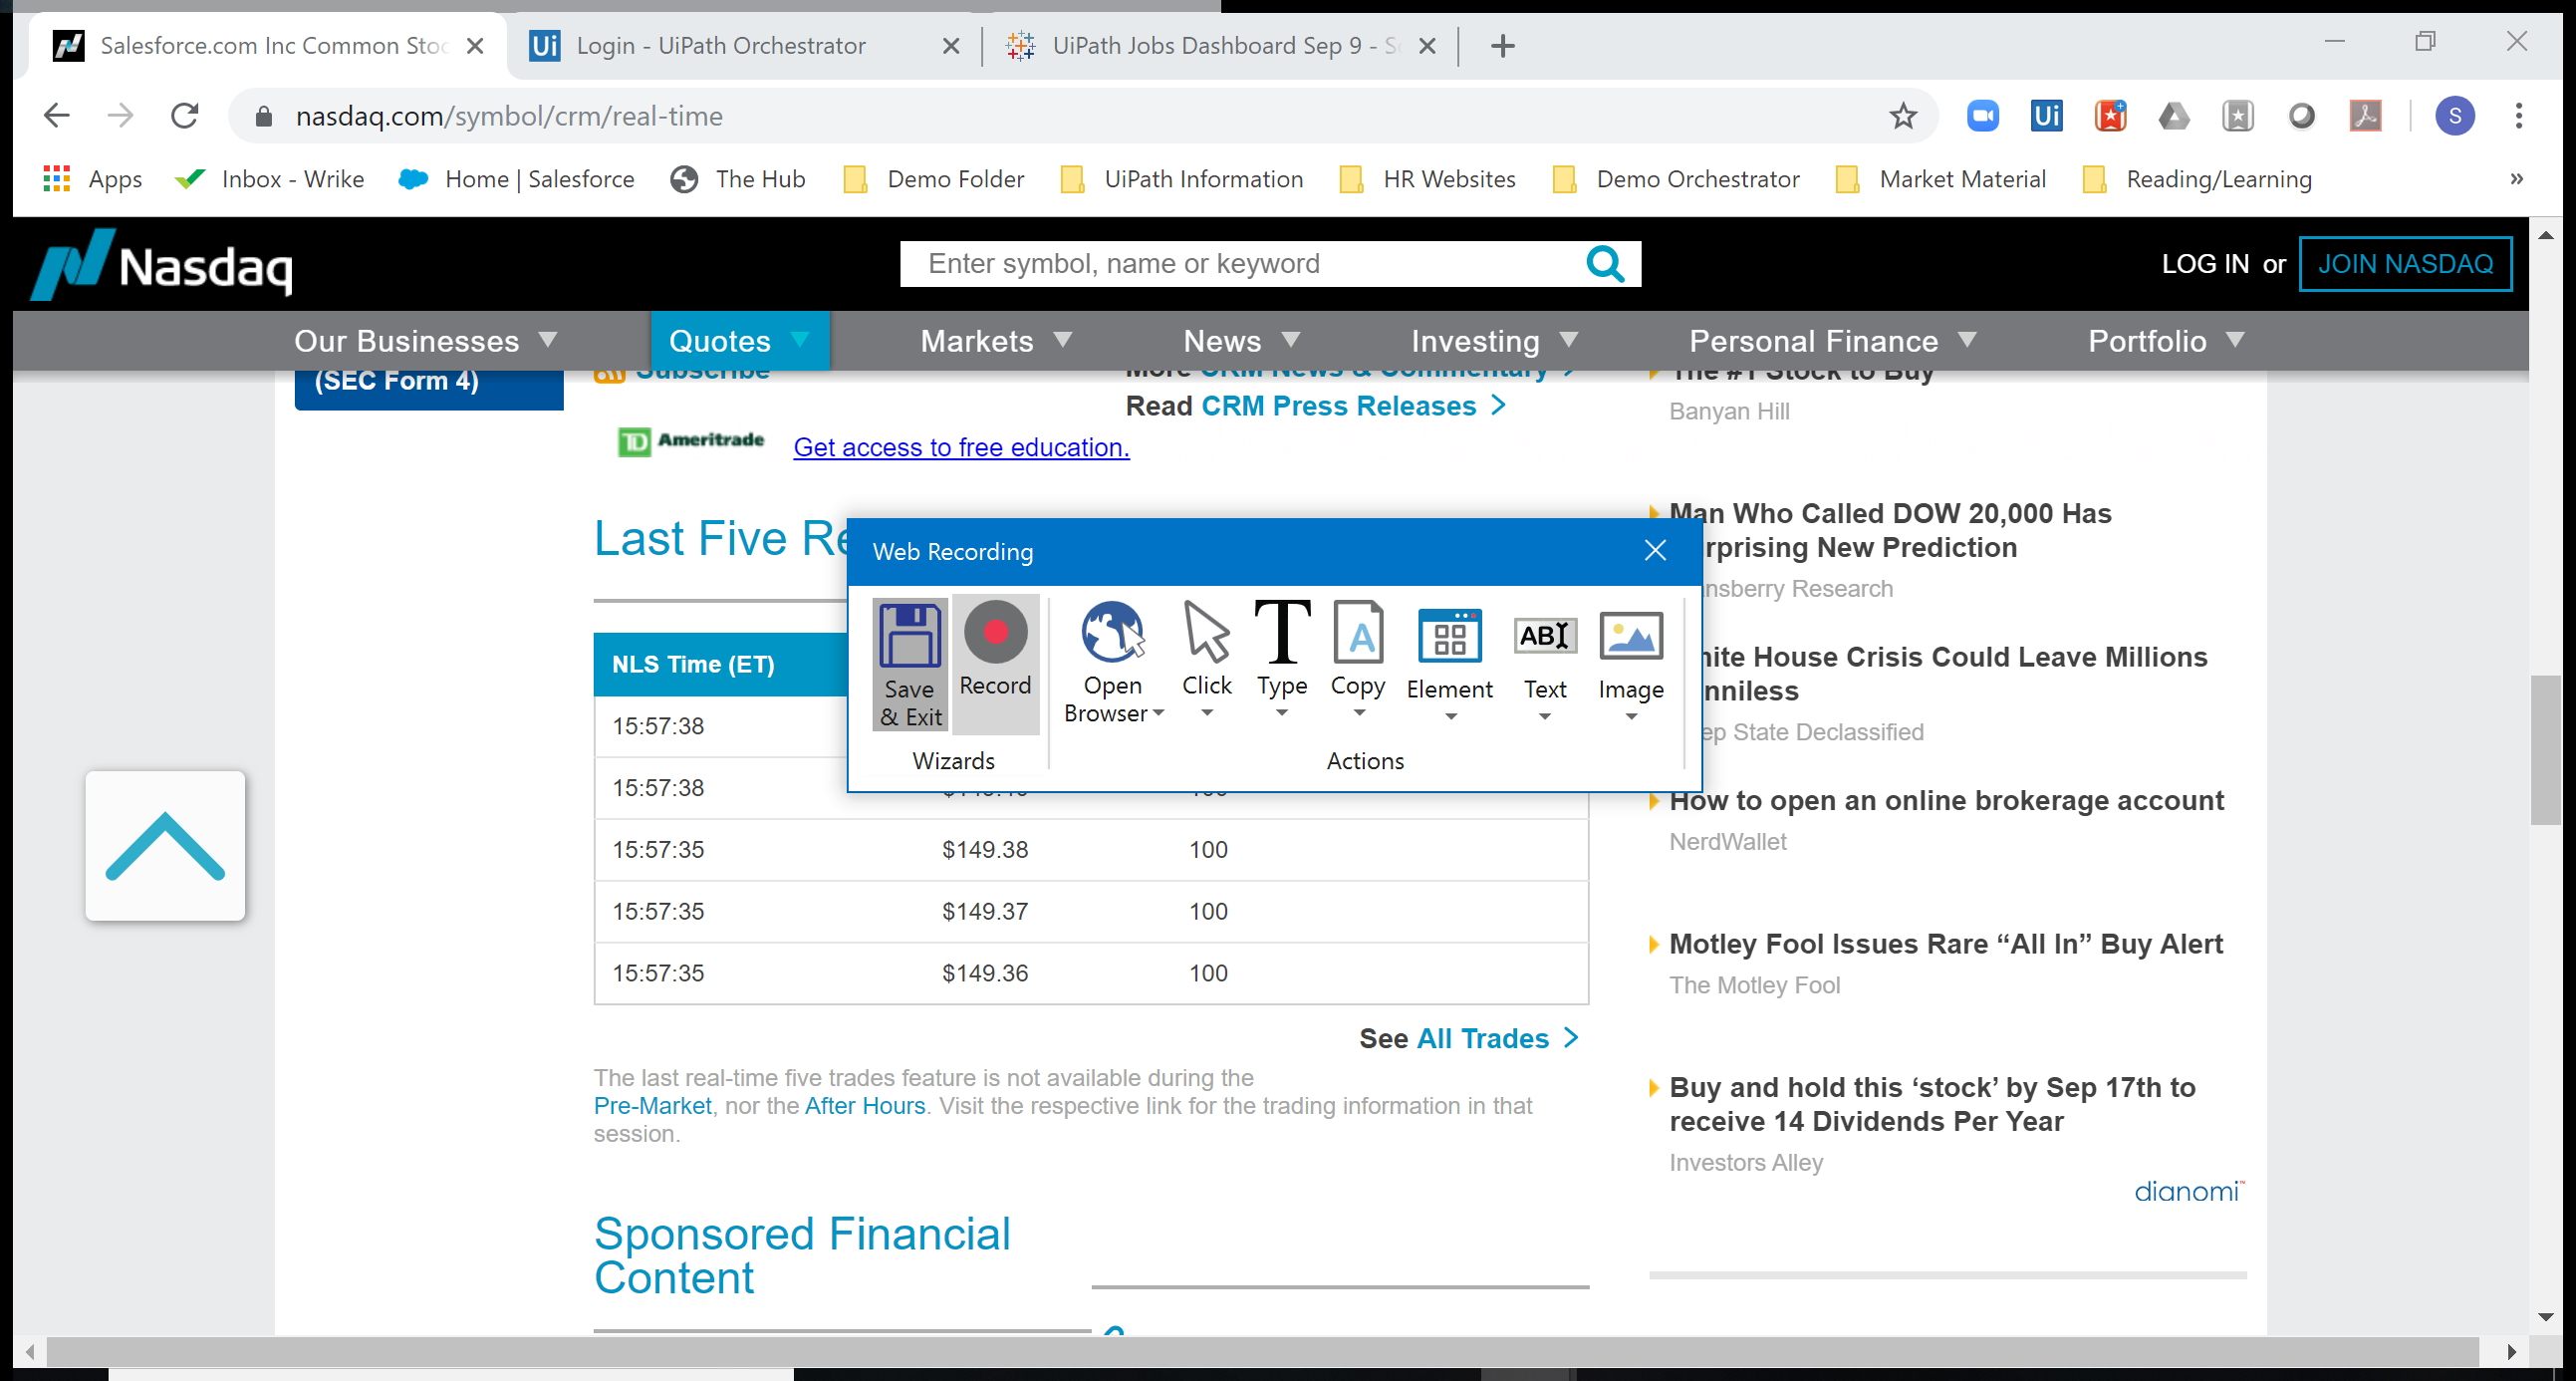 Salesforce.com Inc Common Stoc
Login - UiPath Orchestrator
UiPath Jobs Dashboard Sep 9 - S
nasdaq.com/symbol/crm/real-time
Ui
S
Apps
Inbox - Wrike
Home | Salesforce
The Hub
Demo Folder
UiPath Information
HR Websites
Demo Orchestrator
Market Material
Reading/Learning
»
Nasdaq
Enter symbol, name or keyword
LOG IN or JOIN NASDAQ
Our Businesses
Quotes
Markets
News
Investing
Personal Finance
Portfolio
(SEC Form 4)
Subscribe
More CRM News & Commentary
Read CRM Press Releases
TD Ameritrade
Get access to free education.
The #1 Stock to Buy
Banyan Hill
Last Five
Web Recording
Save
& Exit
Record
Wizards
Open
Browser
Click
Type
Copy
Element
ABI
Text
Image
Actions
NLS Time (ET)
15:57:38
15:57:38
15:57:35 $149.38 100
15:57:35 $149.37 100
15:57:35 $149.36 100
See All Trades
The last real-time five trades feature is not available during the
Pre-Market, nor the After Hours. Visit the respective link for the trading information in that
session.
Sponsored Financial
Content
Man Who Called DOW 20,000 Has
rprising New Prediction
nsberry Research
ite House Crisis Could Leave Millions
nniless
ep State Declassified
How to open an online brokerage account
NerdWallet
Motley Fool Issues Rare “All In” Buy Alert
The Motley Fool
Buy and hold this ‘stock’ by Sep 17th to
receive 14 Dividends Per Year
Investors Alley
dianomi™